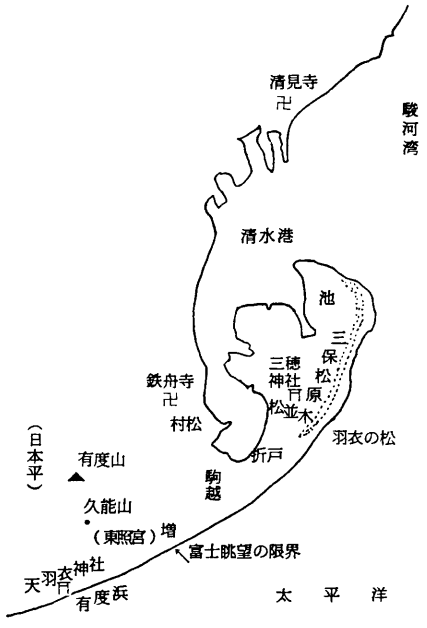 清見寺
卍
駿河湾
清水港
池
三保松原
三穂
神社
松並木
羽衣の松
鉄舟寺
卍
村松
折戸
駒越
(日本平)
有度山
久能山
(東照宮)
増
富士眺望の限界
天羽衣神社
有度浜
太平洋